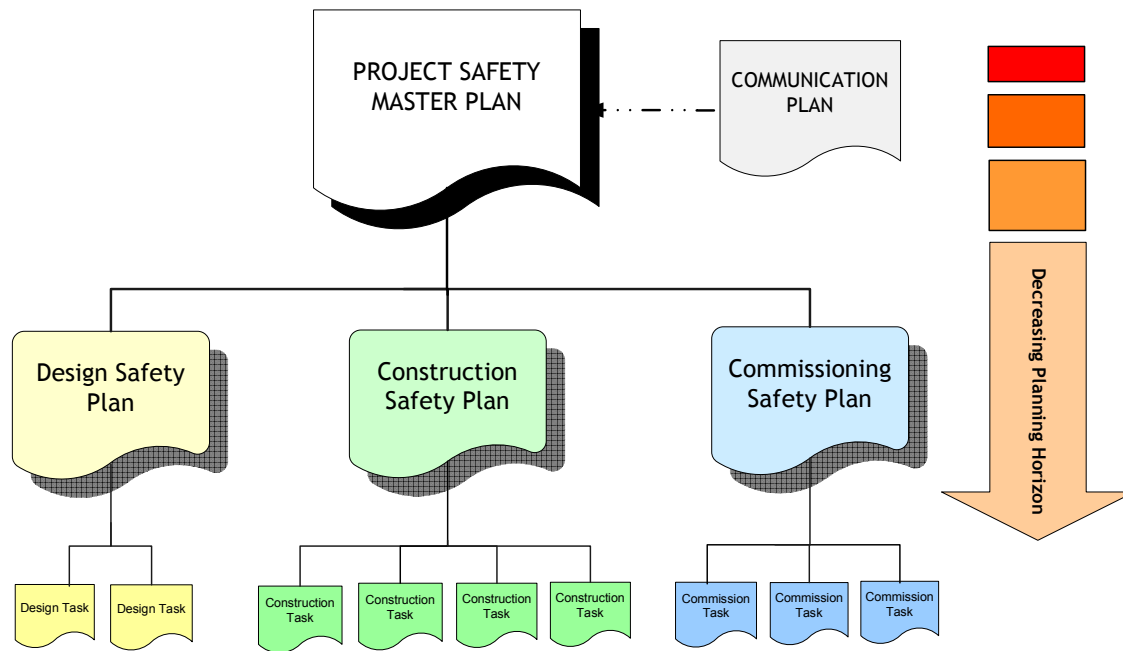 PROJECT SAFETY
MASTER PLAN
COMMUNICATION
PLAN
Decreasing Planning Horizon
Design Safety
Plan
Construction
Safety Plan
Commissioning
Safety Plan
Design Task
Design Task
Construction
Task
Construction
Task
Construction
Task
Construction
Task
Commission
Task
Commission
Task
Commission
Task